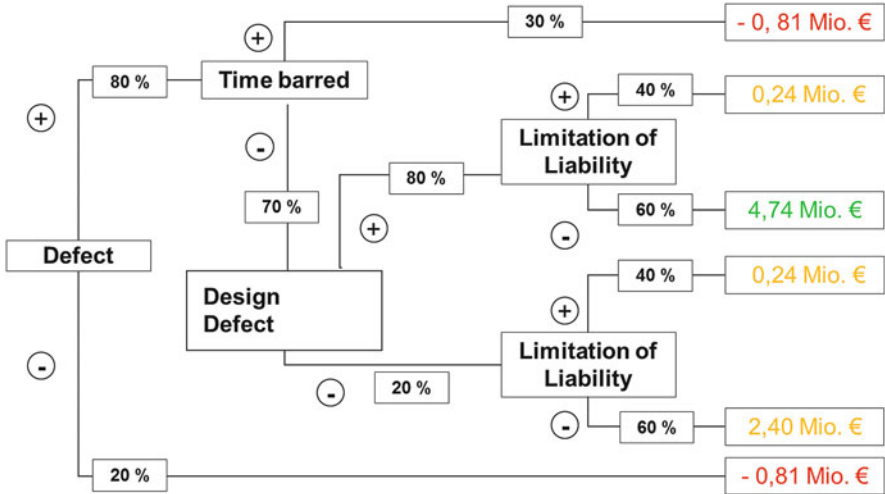 +
30 %
- 0, 81 Mio. €
80 %
Time barred
+
40 %
0,24 Mio. €
+
-
Limitation of
Liability
80 %
70 %
+
60 %
4,74 Mio. €
-
Defect
Design
Defect
40 %
0,24 Mio. €
+
-
Limitation of
Liability
-
20 %
-
60 %
2,40 Mio. €
20 %
- 0,81 Mio. €